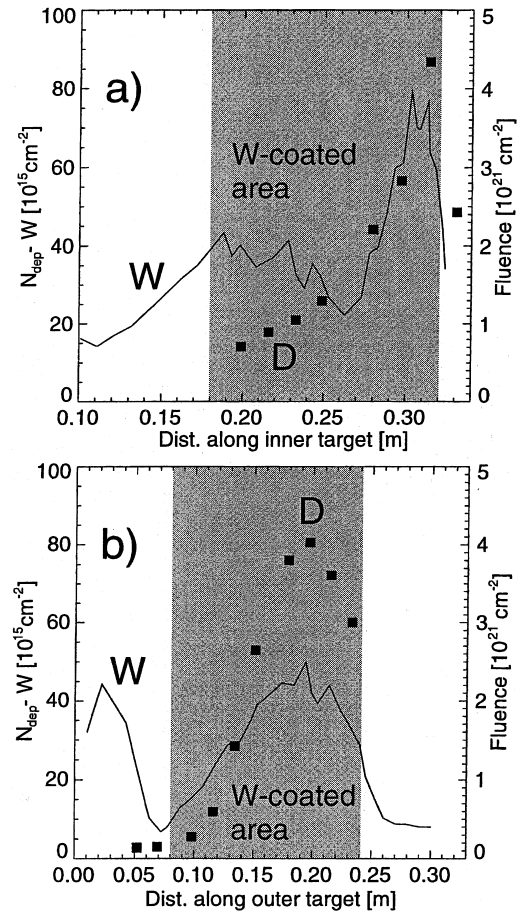 100
80
60
40
20
0
N_dep- W [10^15cm^-2]
a)
W-coated
area
W
D
5
4
3
2
1
0
Fluence [10^21 cm^-2]
0.10
0.15
0.20
0.25
0.30
Dist. along inner target [m]
100
80
60
40
20
0
N_dep- W [10^15cm^-2]
b)
D
W
W-coated
area
5
4
3
2
1
0
Fluence [10^21 cm^-2]
0.00
0.05
0.10
0.15
0.20
0.25
0.30
Dist. along outer target [m]